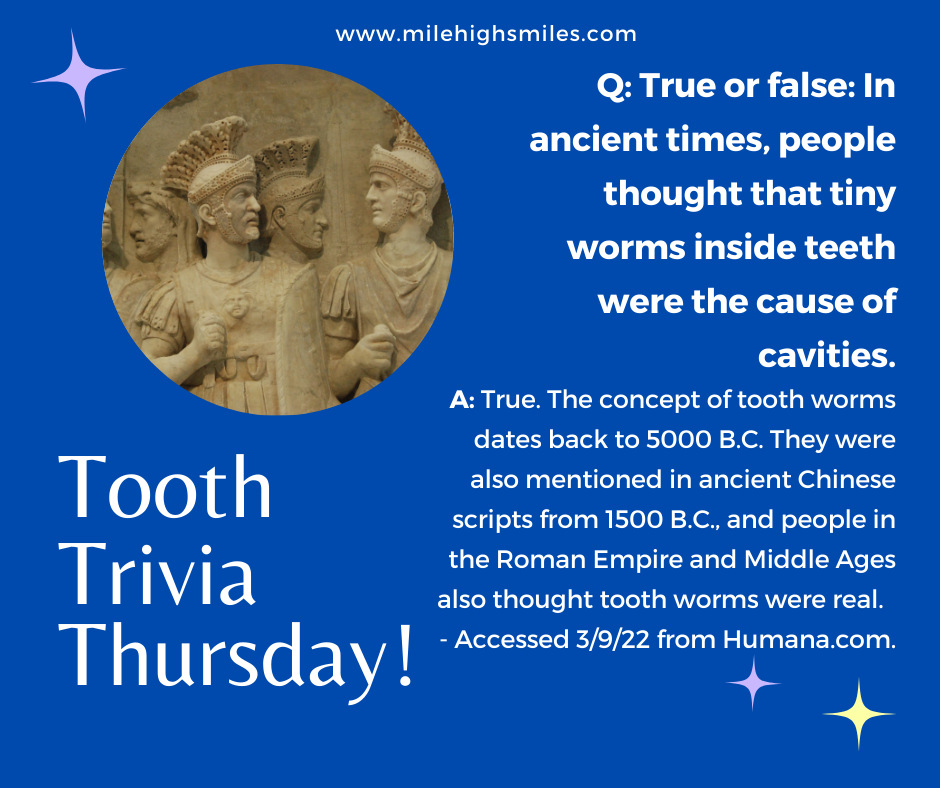 www.milehighsmiles.com
Q: True or false: In
ancient times, people
thought that tiny
worms inside teeth
were the cause of
cavities.
A: True. The concept of tooth worms
dates back to 5000 B.C. They were
also mentioned in ancient Chinese
scripts from 1500 B.C., and people in
the Roman Empire and Middle Ages
also thought tooth worms were real.
- Accessed 3/9/22 from Humana.com.
Tooth
Trivia
Thursday!